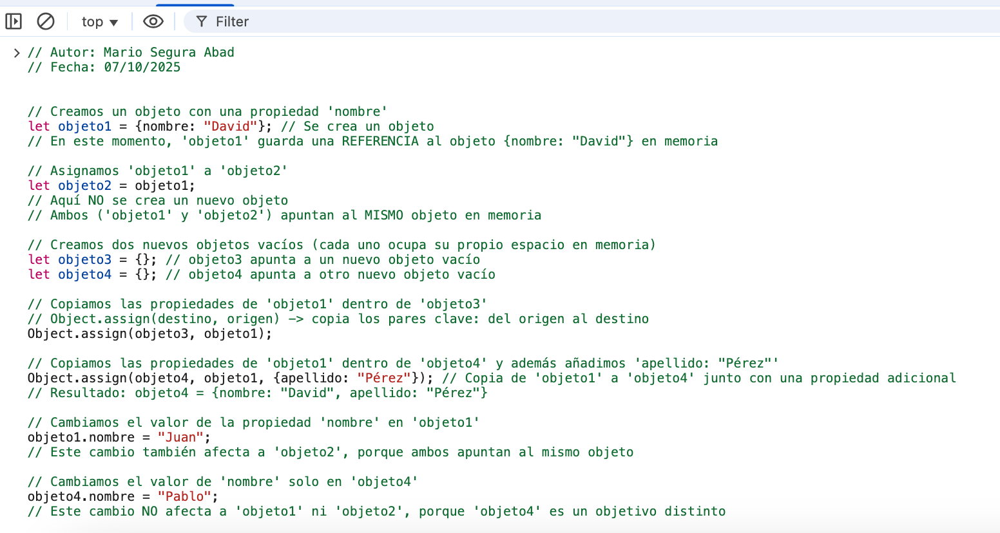 top ▼
Filter
// Autor: Mario Segura Abad
// Fecha: 07/10/2025
// Creamos un objeto con una propiedad 'nombre'
let objeto1 = {nombre: "David"}; // Se crea un objeto
// En este momento, 'objeto1' guarda una REFERENCIA al objeto {nombre: "David"} en memoria
// Asignamos 'objeto1' a 'objeto2'
let objeto2 = objeto1;
// Aquí NO se crea un nuevo objeto
// Ambos ('objeto1' y 'objeto2') apuntan al MISMO objeto en memoria
// Creamos dos nuevos objetos vacíos (cada uno ocupa su propio espacio en memoria)
let objeto3 = {}; // objeto3 apunta a un nuevo objeto vacío
let objeto4 = {}; // objeto4 apunta a otro nuevo objeto vacío
// Copiamos las propiedades de 'objeto1' dentro de 'objeto3'
// Object.assign(destino, origen) -> copia los pares clave: del origen al destino
Object.assign(objeto3, objeto1);
// Copiamos las propiedades de 'objeto1' dentro de 'objeto4' y además añadimos 'apellido: "Pérez"'
Object.assign(objeto4, objeto1, {apellido: "Pérez"}); // Copia de 'objeto1' a 'objeto4' junto con una propiedad adicional
// Resultado: objeto4 = {nombre: "David", apellido: "Pérez"}
// Cambiamos el valor de la propiedad 'nombre' en 'objeto1'
objeto1.nombre = "Juan";
// Este cambio también afecta a 'objeto2', porque ambos apuntan al mismo objeto
// Cambiamos el valor de 'nombre' solo en 'objeto4'
objeto4.nombre = "Pablo";
// Este cambio NO afecta a 'objeto1' ni 'objeto2', porque 'objeto4' es un objetivo distinto